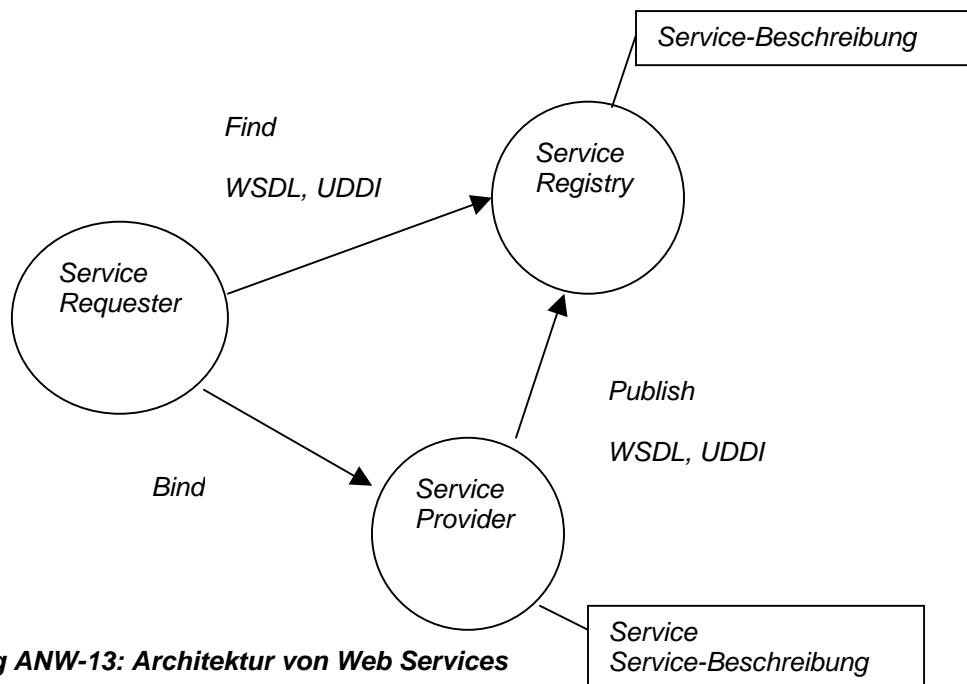 Service-Beschreibung
Find
WSDL, UDDI
Service
Registry
Service
Requester
Publish
WSDL, UDDI
Bind
Service
Provider
g ANW-13: Architektur von Web Services
Service
Service-Beschreibung